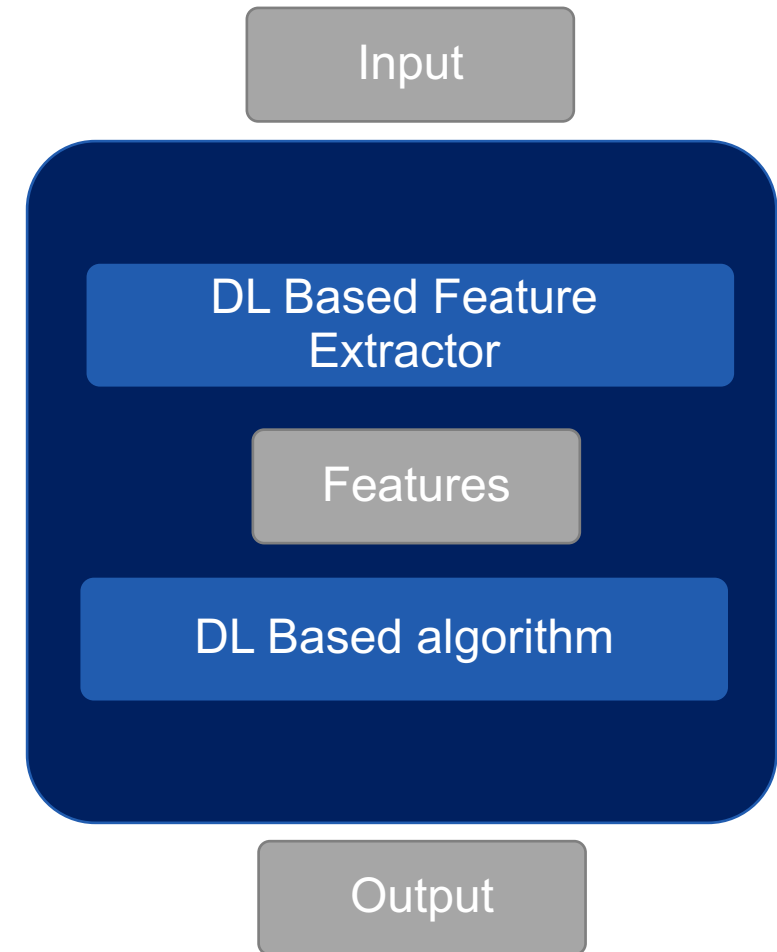 Input
DL Based Feature
Extractor
Features
DL Based algorithm
Output